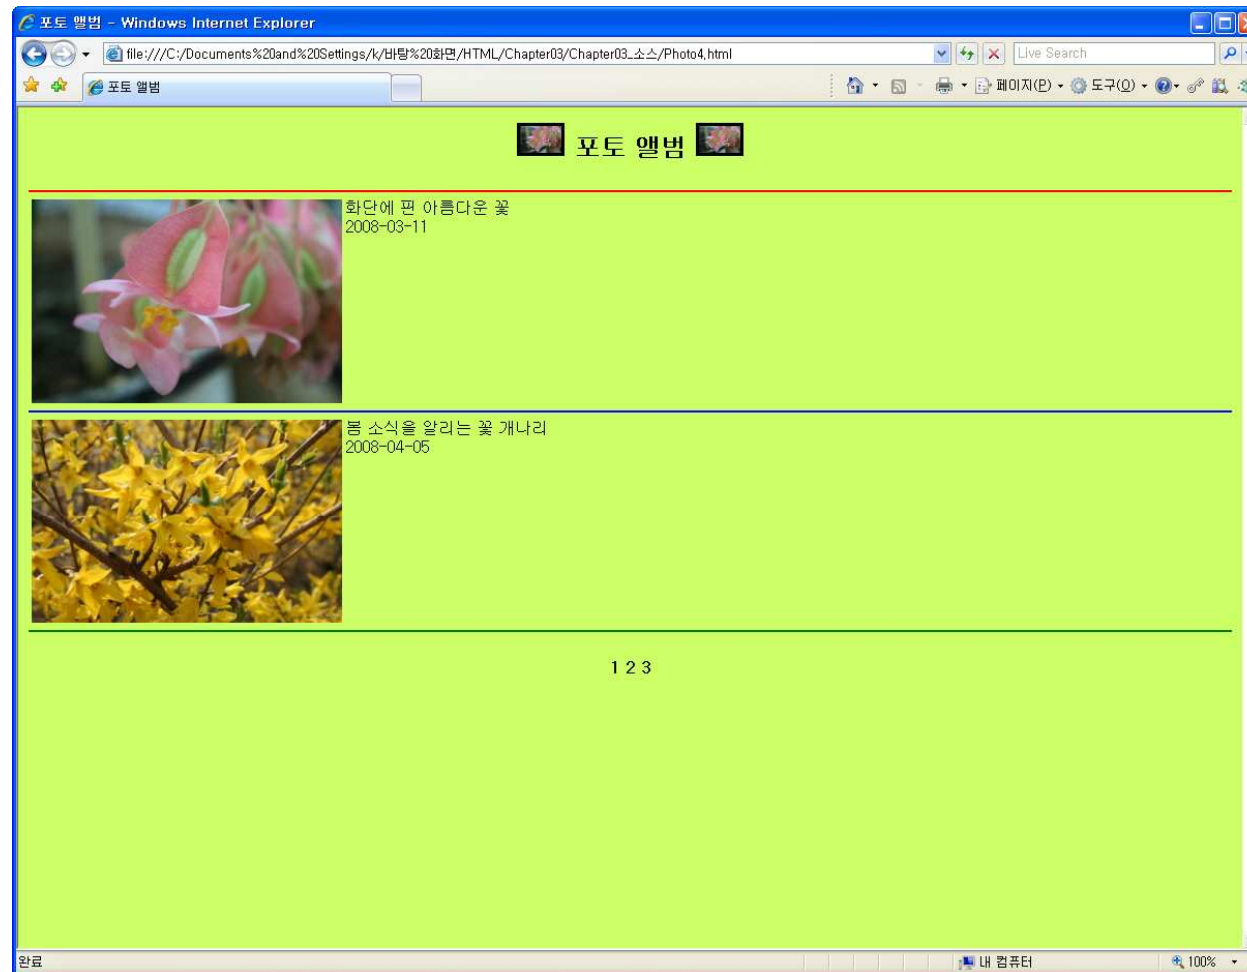 포토 앨범 - Windows Internet Explorer
file:///C:/Documents%20and%20Settings/k/바탕%20화면/HTML/Chapter03/Chapter03_소스/Photo4.html
Live Search
포토 앨범
페이지(P)
도구(O)
포토 앨범
화단에 핀 아름다운 꽃
2008-03-11
봄 소식을 알리는 꽃 개나리
2008-04-05
1 2 3
완료
내 컴퓨터
100%